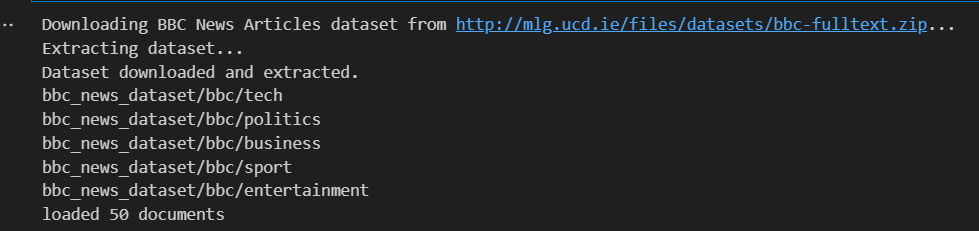 Downloading BBC News Articles dataset from http://mlg.ucd.ie/files/datasets/bbc-fulltext.zip...
Extracting dataset...
Dataset downloaded and extracted.
bbc_news_dataset/bbc/tech
bbc_news_dataset/bbc/politics
bbc_news_dataset/bbc/business
bbc_news_dataset/bbc/sport
bbc_news_dataset/bbc/entertainment
loaded 50 documents